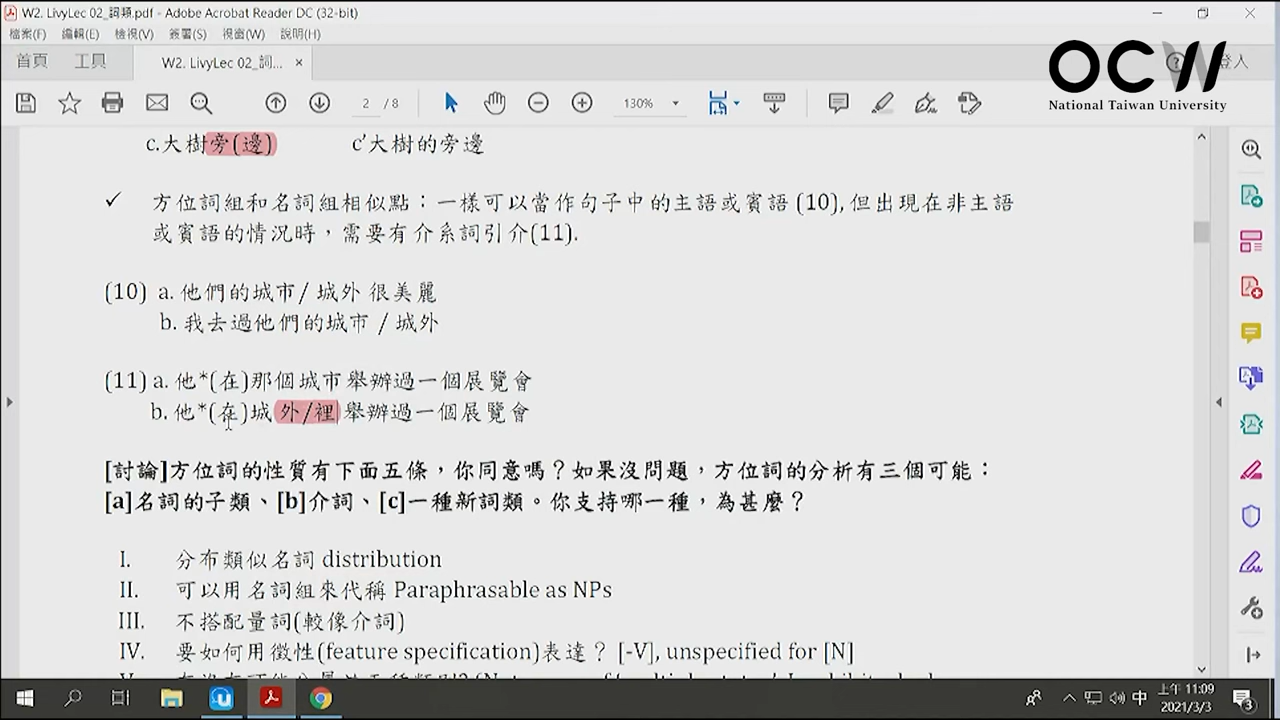 W2. LivyLec 02_詞類.pdf - Adobe Acrobat Reader DC (32-bit)
檔案(F) 編輯(E) 檢視(V) 簽署(S) 視窗(W) 說明(H)
首頁 工具 W2. LivyLec 02_詞... × 登入
OCW
National Taiwan University
2 / 8 130%
c.大樹旁(邊) c'大樹的旁邊
✓ 方位詞組和名詞組相似點：一樣可以當作句子中的主語或賓語 (10), 但出現在非主語
或賓語的情況時，需要有介系詞引介(11).
(10) a. 他們的城市 / 城外 很美麗
b. 我去過他們的城市 / 城外
(11) a. 他*(在)那個城市舉辦過一個展覽會
b. 他*(在)城 外/裡 舉辦過一個展覽會
[討論]方位詞的性質有下面五條，你同意嗎？如果沒問題，方位詞的分析有三個可能：
[a]名詞的子類、[b]介詞、[c]一種新詞類。你支持哪一種，為甚麼？
I. 分布類似名詞 distribution
II. 可以用名詞組來代稱 Paraphrasable as NPs
III. 不搭配量詞(較像介詞)
IV. 要如何用徵性(feature specification)表達？ [-V], unspecified for [N]
中 上午 11:09
2021/3/3 3